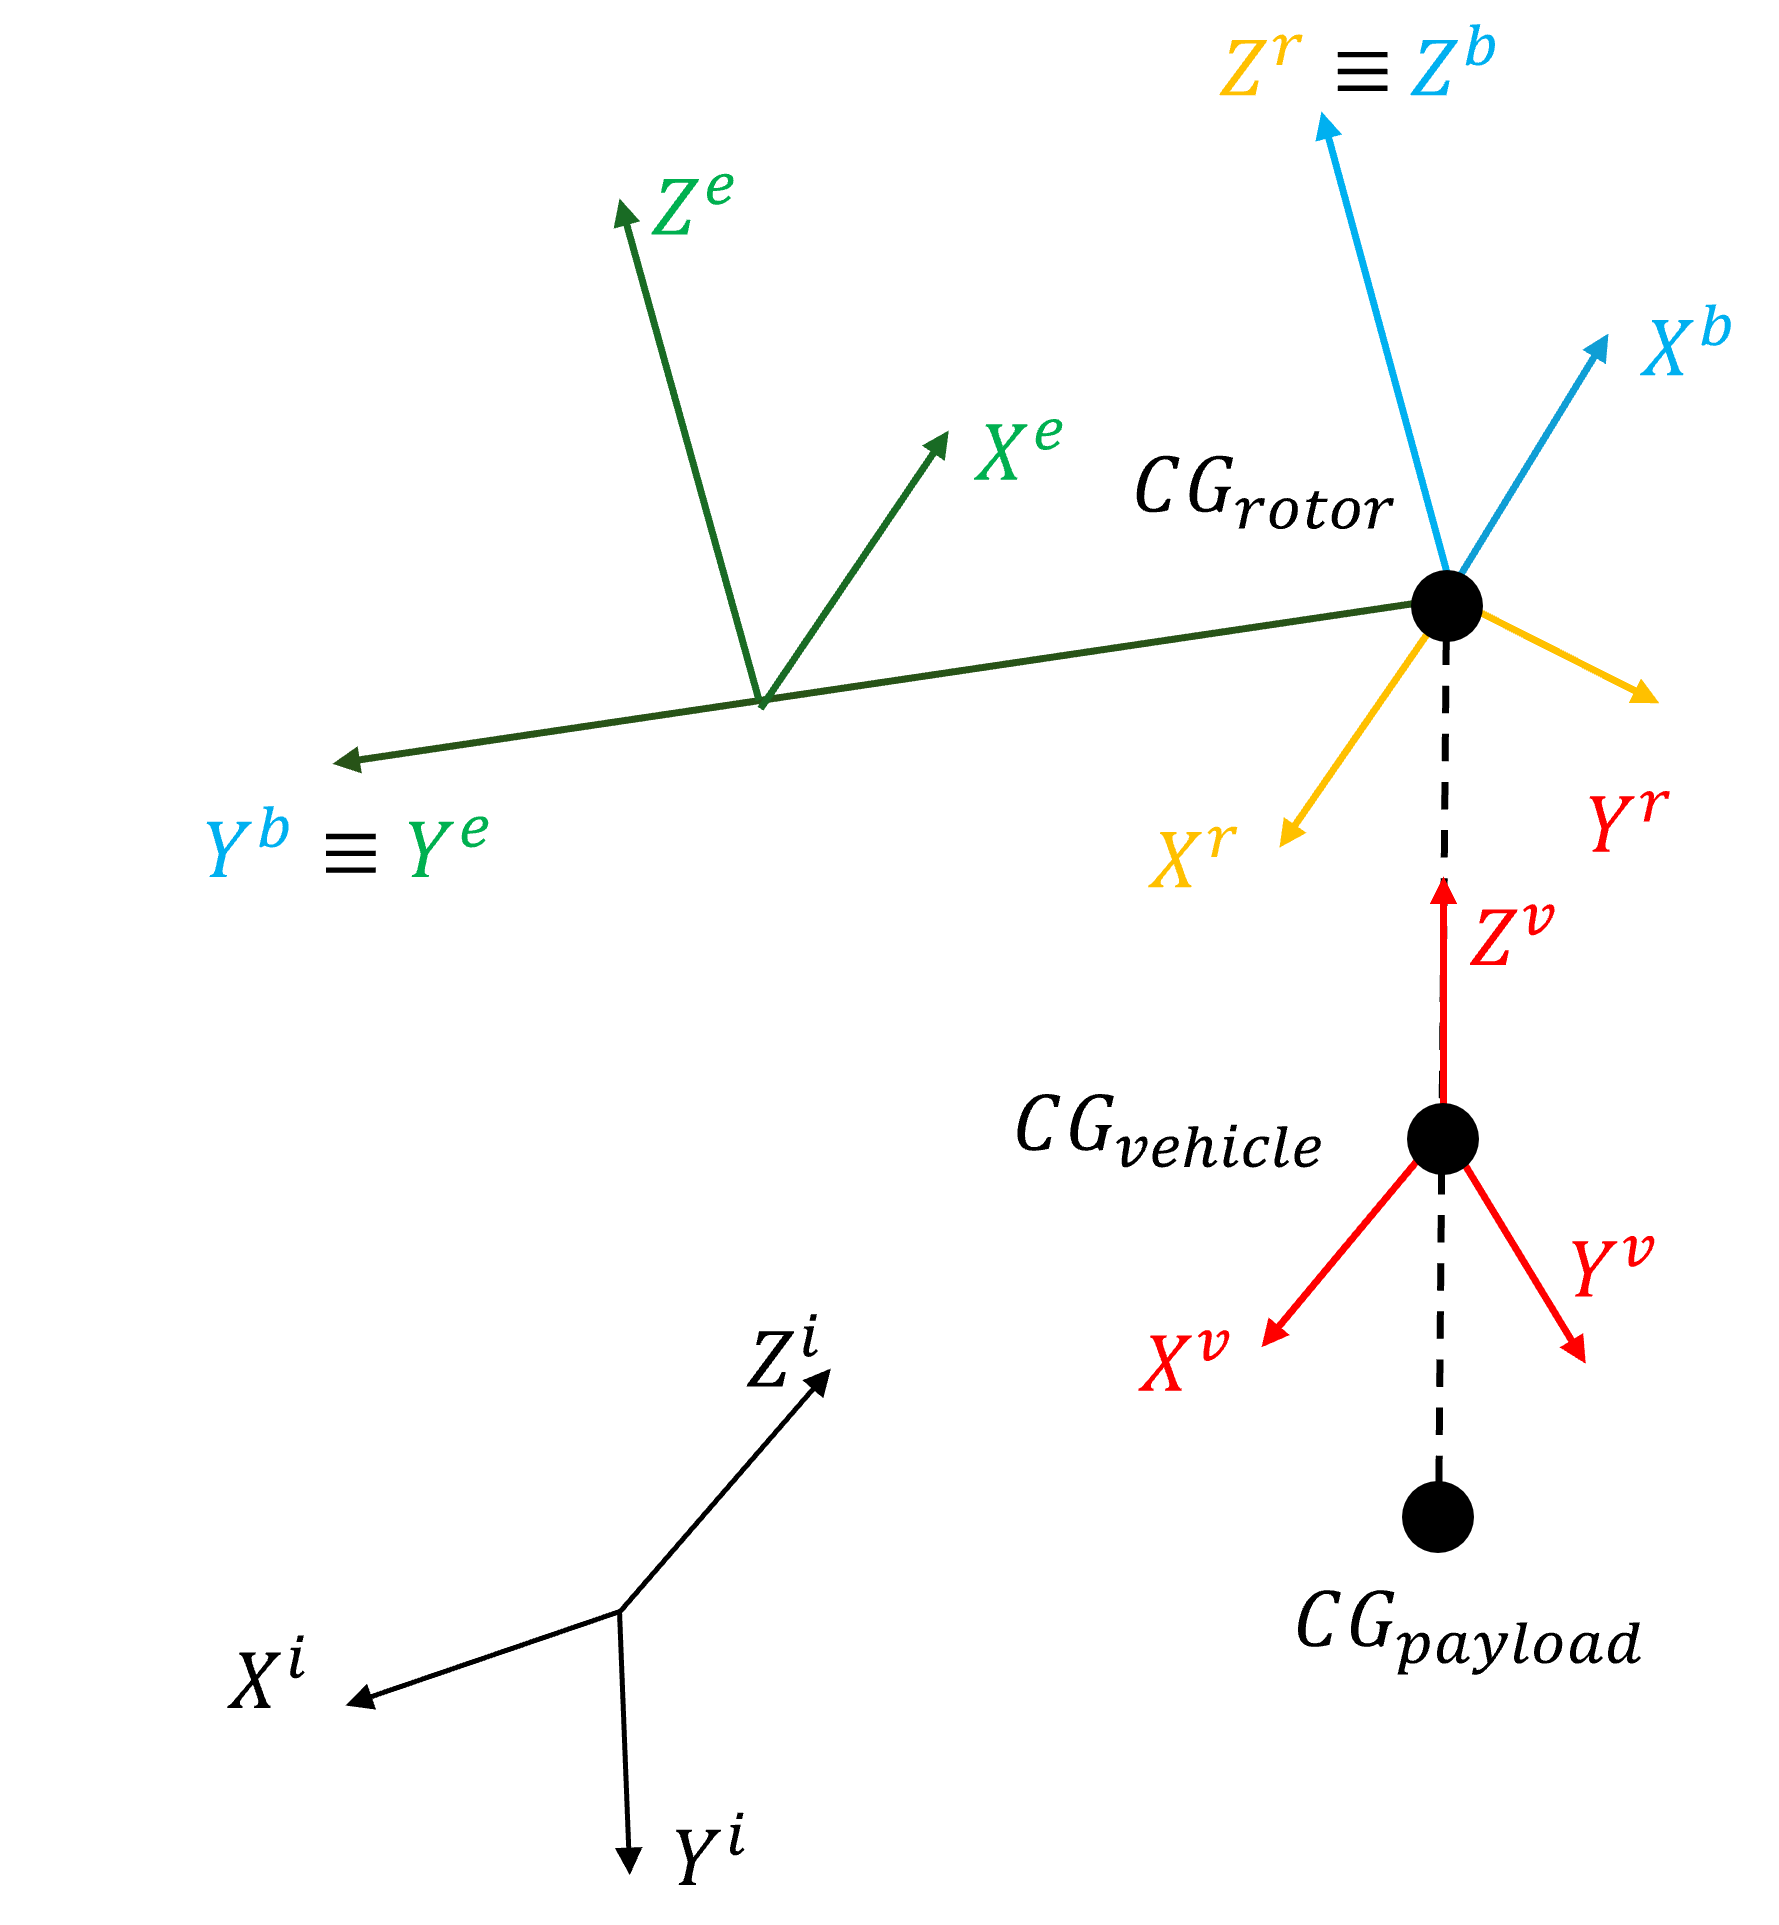 Z^r ≡ Z^b
Z^e
X^b
X^e
CG_rotor
Y^r
Y^b ≡ Y^e
X^r
Z^v
CG_vehicle
Y^v
Z^i
X^v
CG_payload
X^i
Y^i